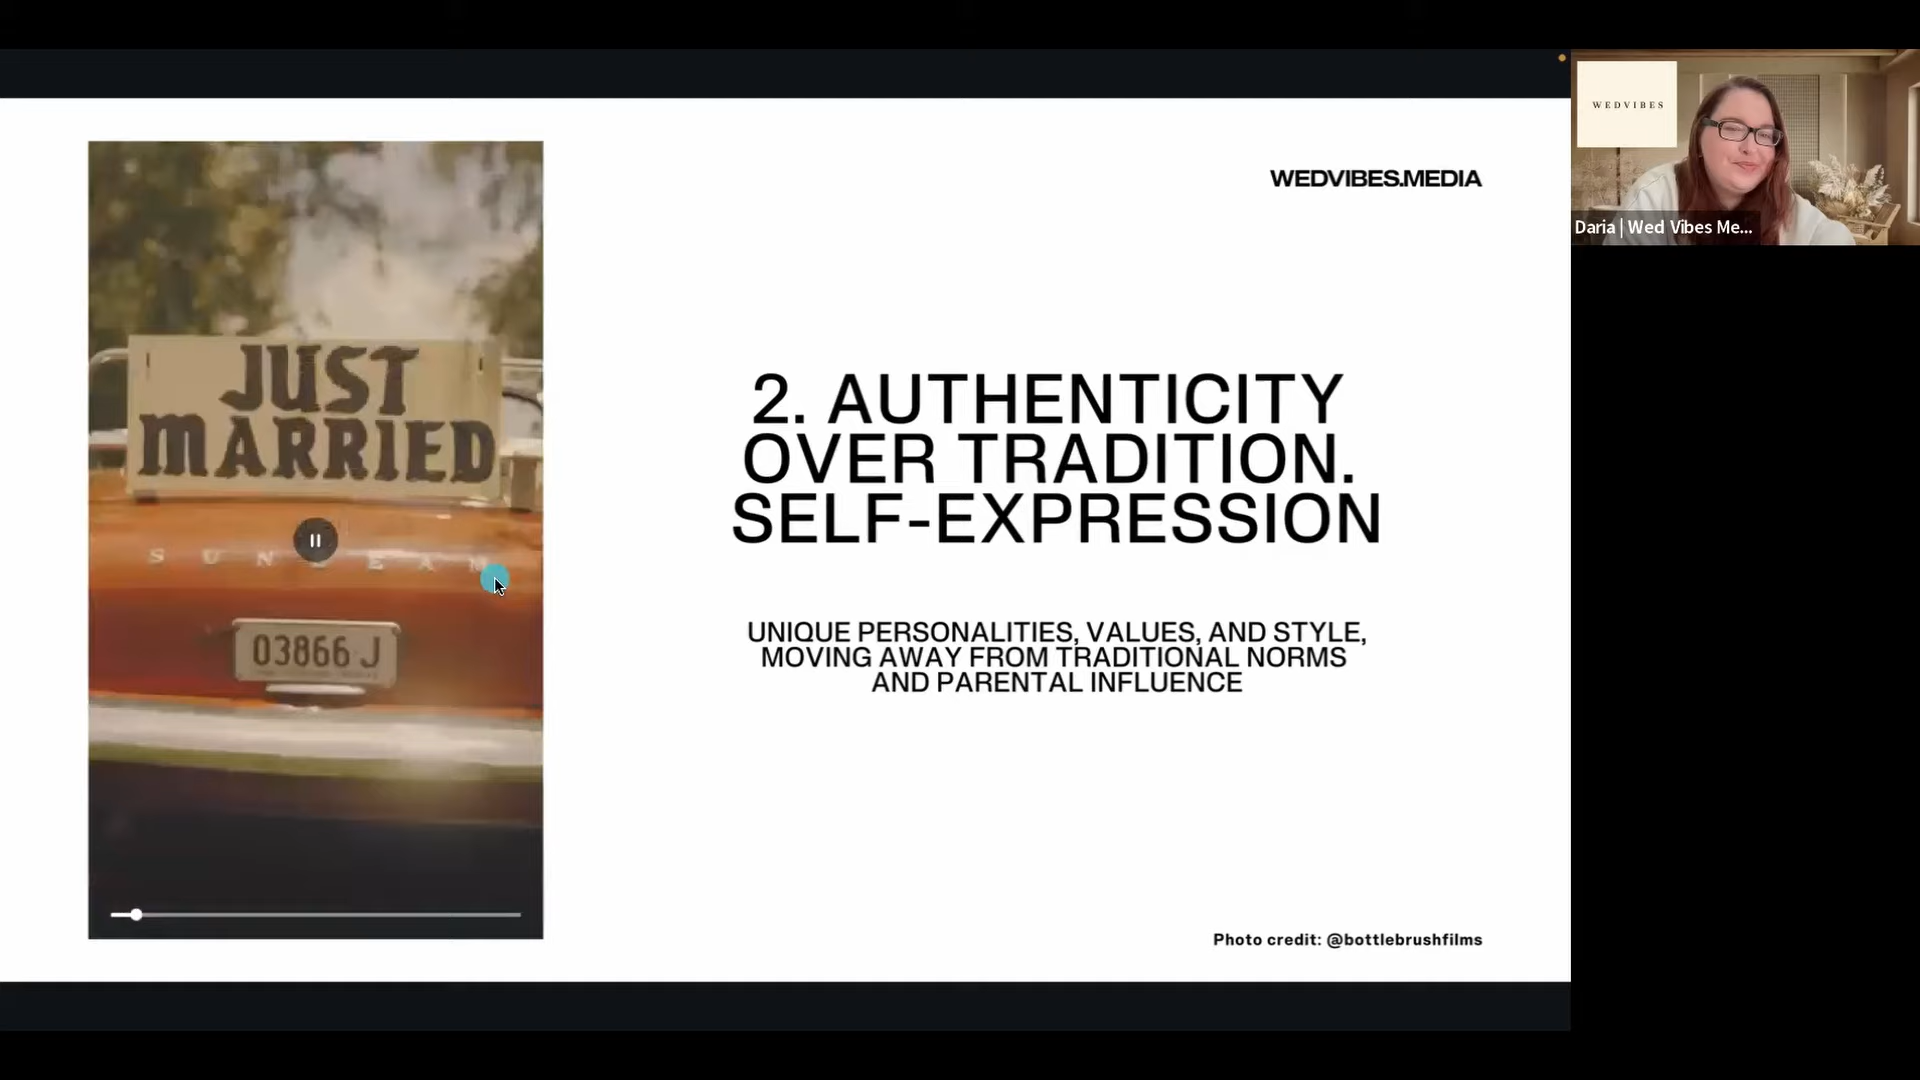 WEDVIBES.MEDIA
JUST
MARRIED
SUNBEAM
03866 J
2. AUTHENTICITY
OVER TRADITION.
SELF-EXPRESSION
UNIQUE PERSONALITIES, VALUES, AND STYLE,
MOVING AWAY FROM TRADITIONAL NORMS
AND PARENTAL INFLUENCE
Photo credit: @bottlebrushfilms
WEDVIBES
Daria | Wed Vibes Me...